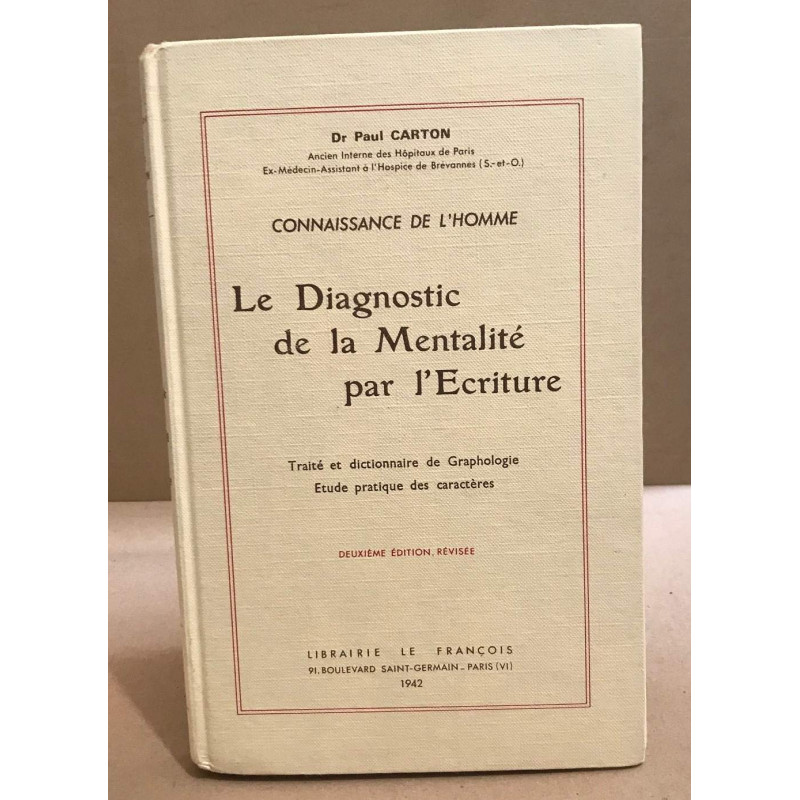 Dr Paul CARTON
Ancien Interne des Hôpitaux de Paris
Ex-Médecin-Assistant à l'Hospice de Brévannes (S.-et-O.)
CONNAISSANCE DE L'HOMME
Le Diagnostic
de la Mentalité
par l'Ecriture
Traité et dictionnaire de Graphologie
Etude pratique des caractères
DEUXIÈME ÉDITION, RÉVISÉE
LIBRAIRIE LE FRANÇOIS
91, BOULEVARD SAINT-GERMAIN - PARIS (VI)
1942